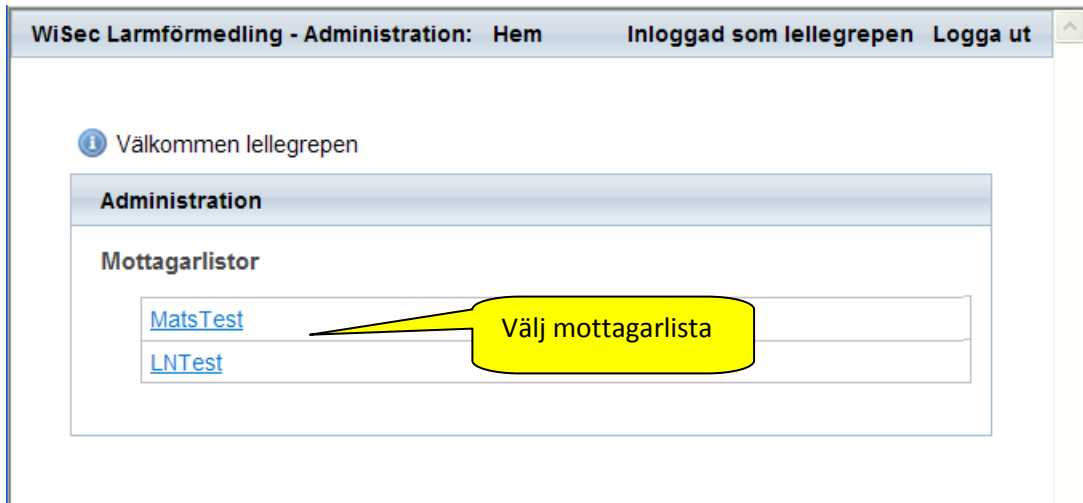 WiSec Larmförmedling - Administration: Hem Inloggad som lellegrepen Logga ut
Välkommen lellegrepen
Administration
Mottagarlistor
MatsTest
Välj mottagarlista
LNTest